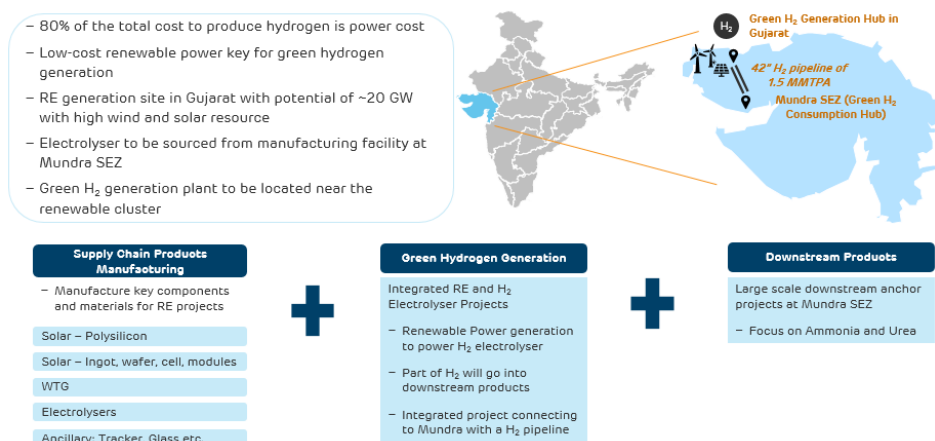 – 80% of the total cost to produce hydrogen is power cost
– Low-cost renewable power key for green hydrogen
generation
– RE generation site in Gujarat with potential of ~20 GW
with high wind and solar resource
– Electrolyser to be sourced from manufacturing facility at
Mundra SEZ
– Green H₂ generation plant to be located near the
renewable cluster
H₂
Green H₂ Generation Hub in
Gujarat
42" H₂ pipeline of
1.5 MMTPA
Mundra SEZ (Green H₂
Consumption Hub)
Supply Chain Products
Manufacturing
– Manufacture key components
and materials for RE projects
Solar – Polysilicon
Solar – Ingot, wafer, cell, modules
WTG
Electrolysers
Ancillary: Tracker, Glass etc.
Green Hydrogen Generation
Integrated RE and H₂
Electrolyser Projects
– Renewable Power generation
to power H₂ electrolyser
– Part of H₂ will go into
downstream products
– Integrated project connecting
to Mundra with a H₂ pipeline
Downstream Products
Large scale downstream anchor
projects at Mundra SEZ
– Focus on Ammonia and Urea